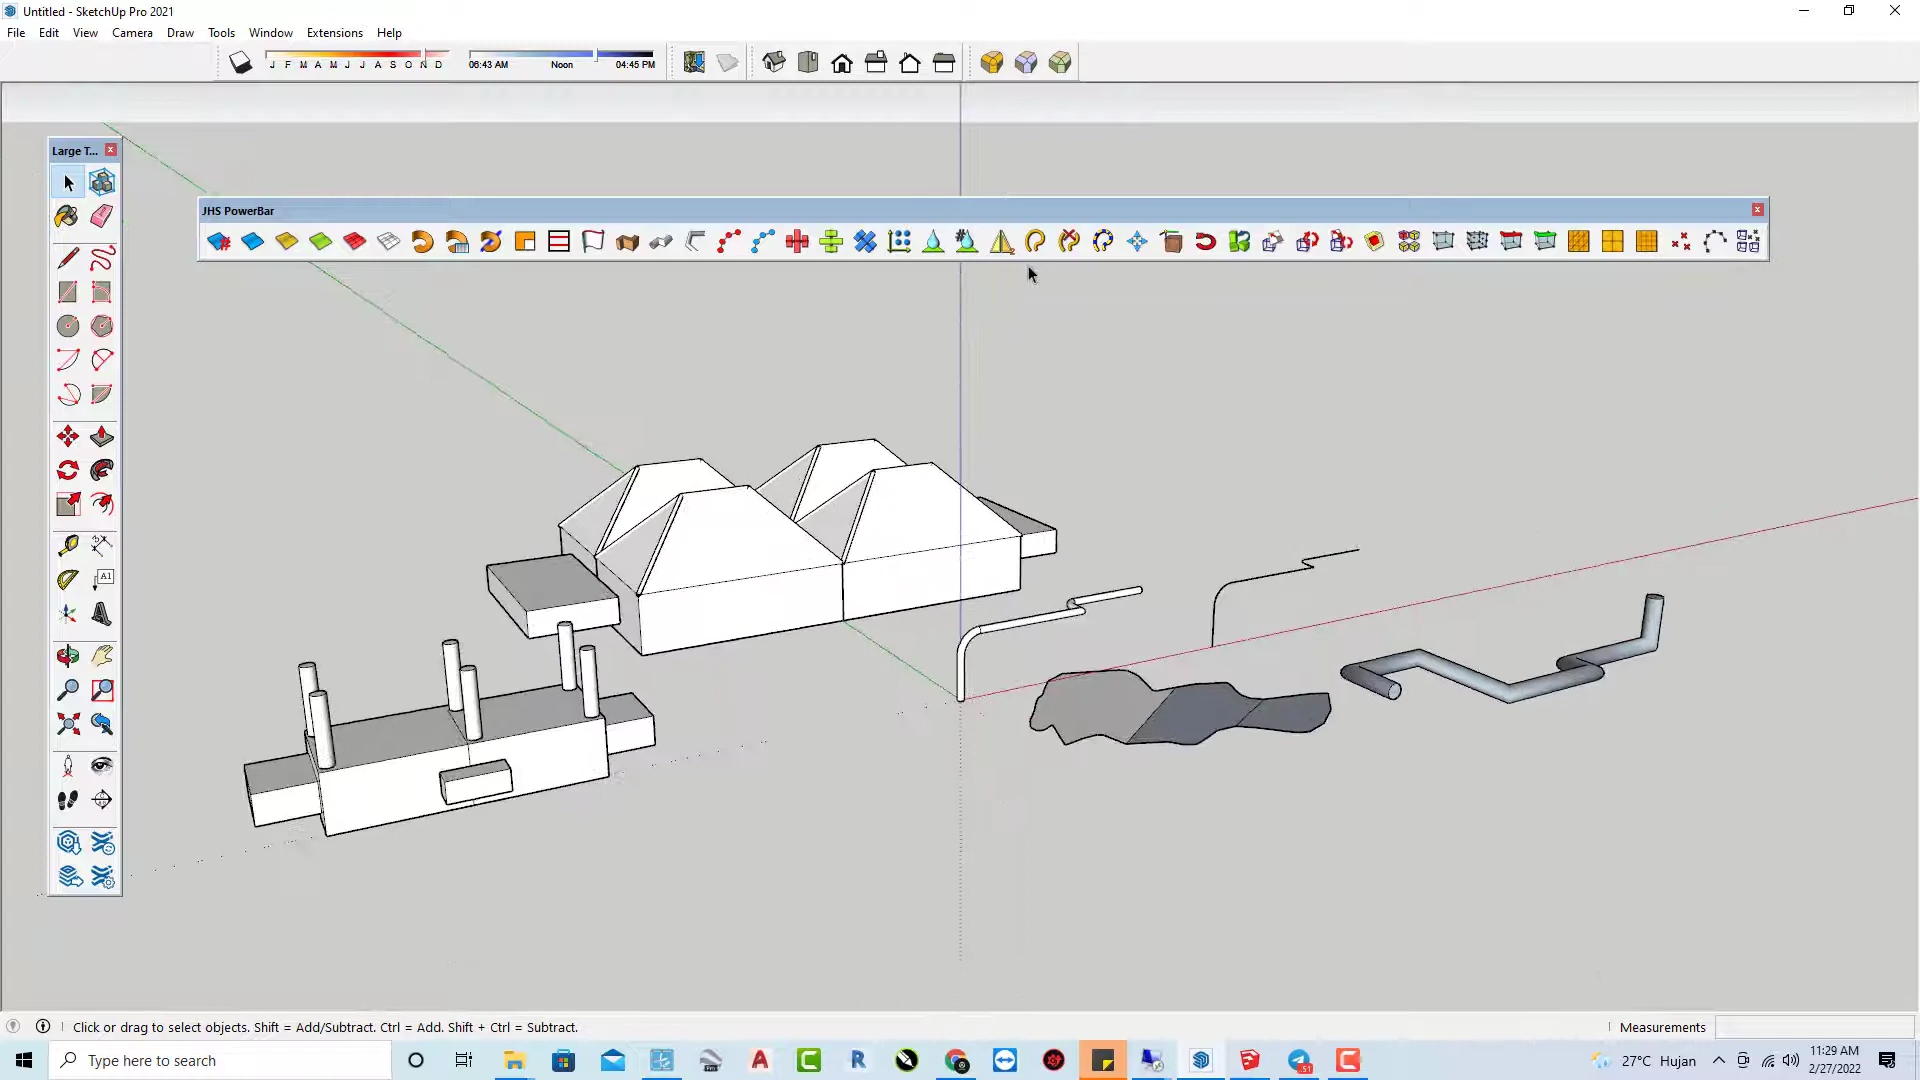 Untitled - SketchUp Pro 2021
File Edit View Camera Draw Tools Window Extensions Help
J F M A M J J A S O N D
06:43 AM Noon 04:45 PM
Large T...
JHS PowerBar
A1
Click or drag to select objects. Shift = Add/Subtract. Ctrl = Add. Shift + Ctrl = Subtract.
Measurements
Type here to search
27°C Hujan
11:29 AM
2/27/2022